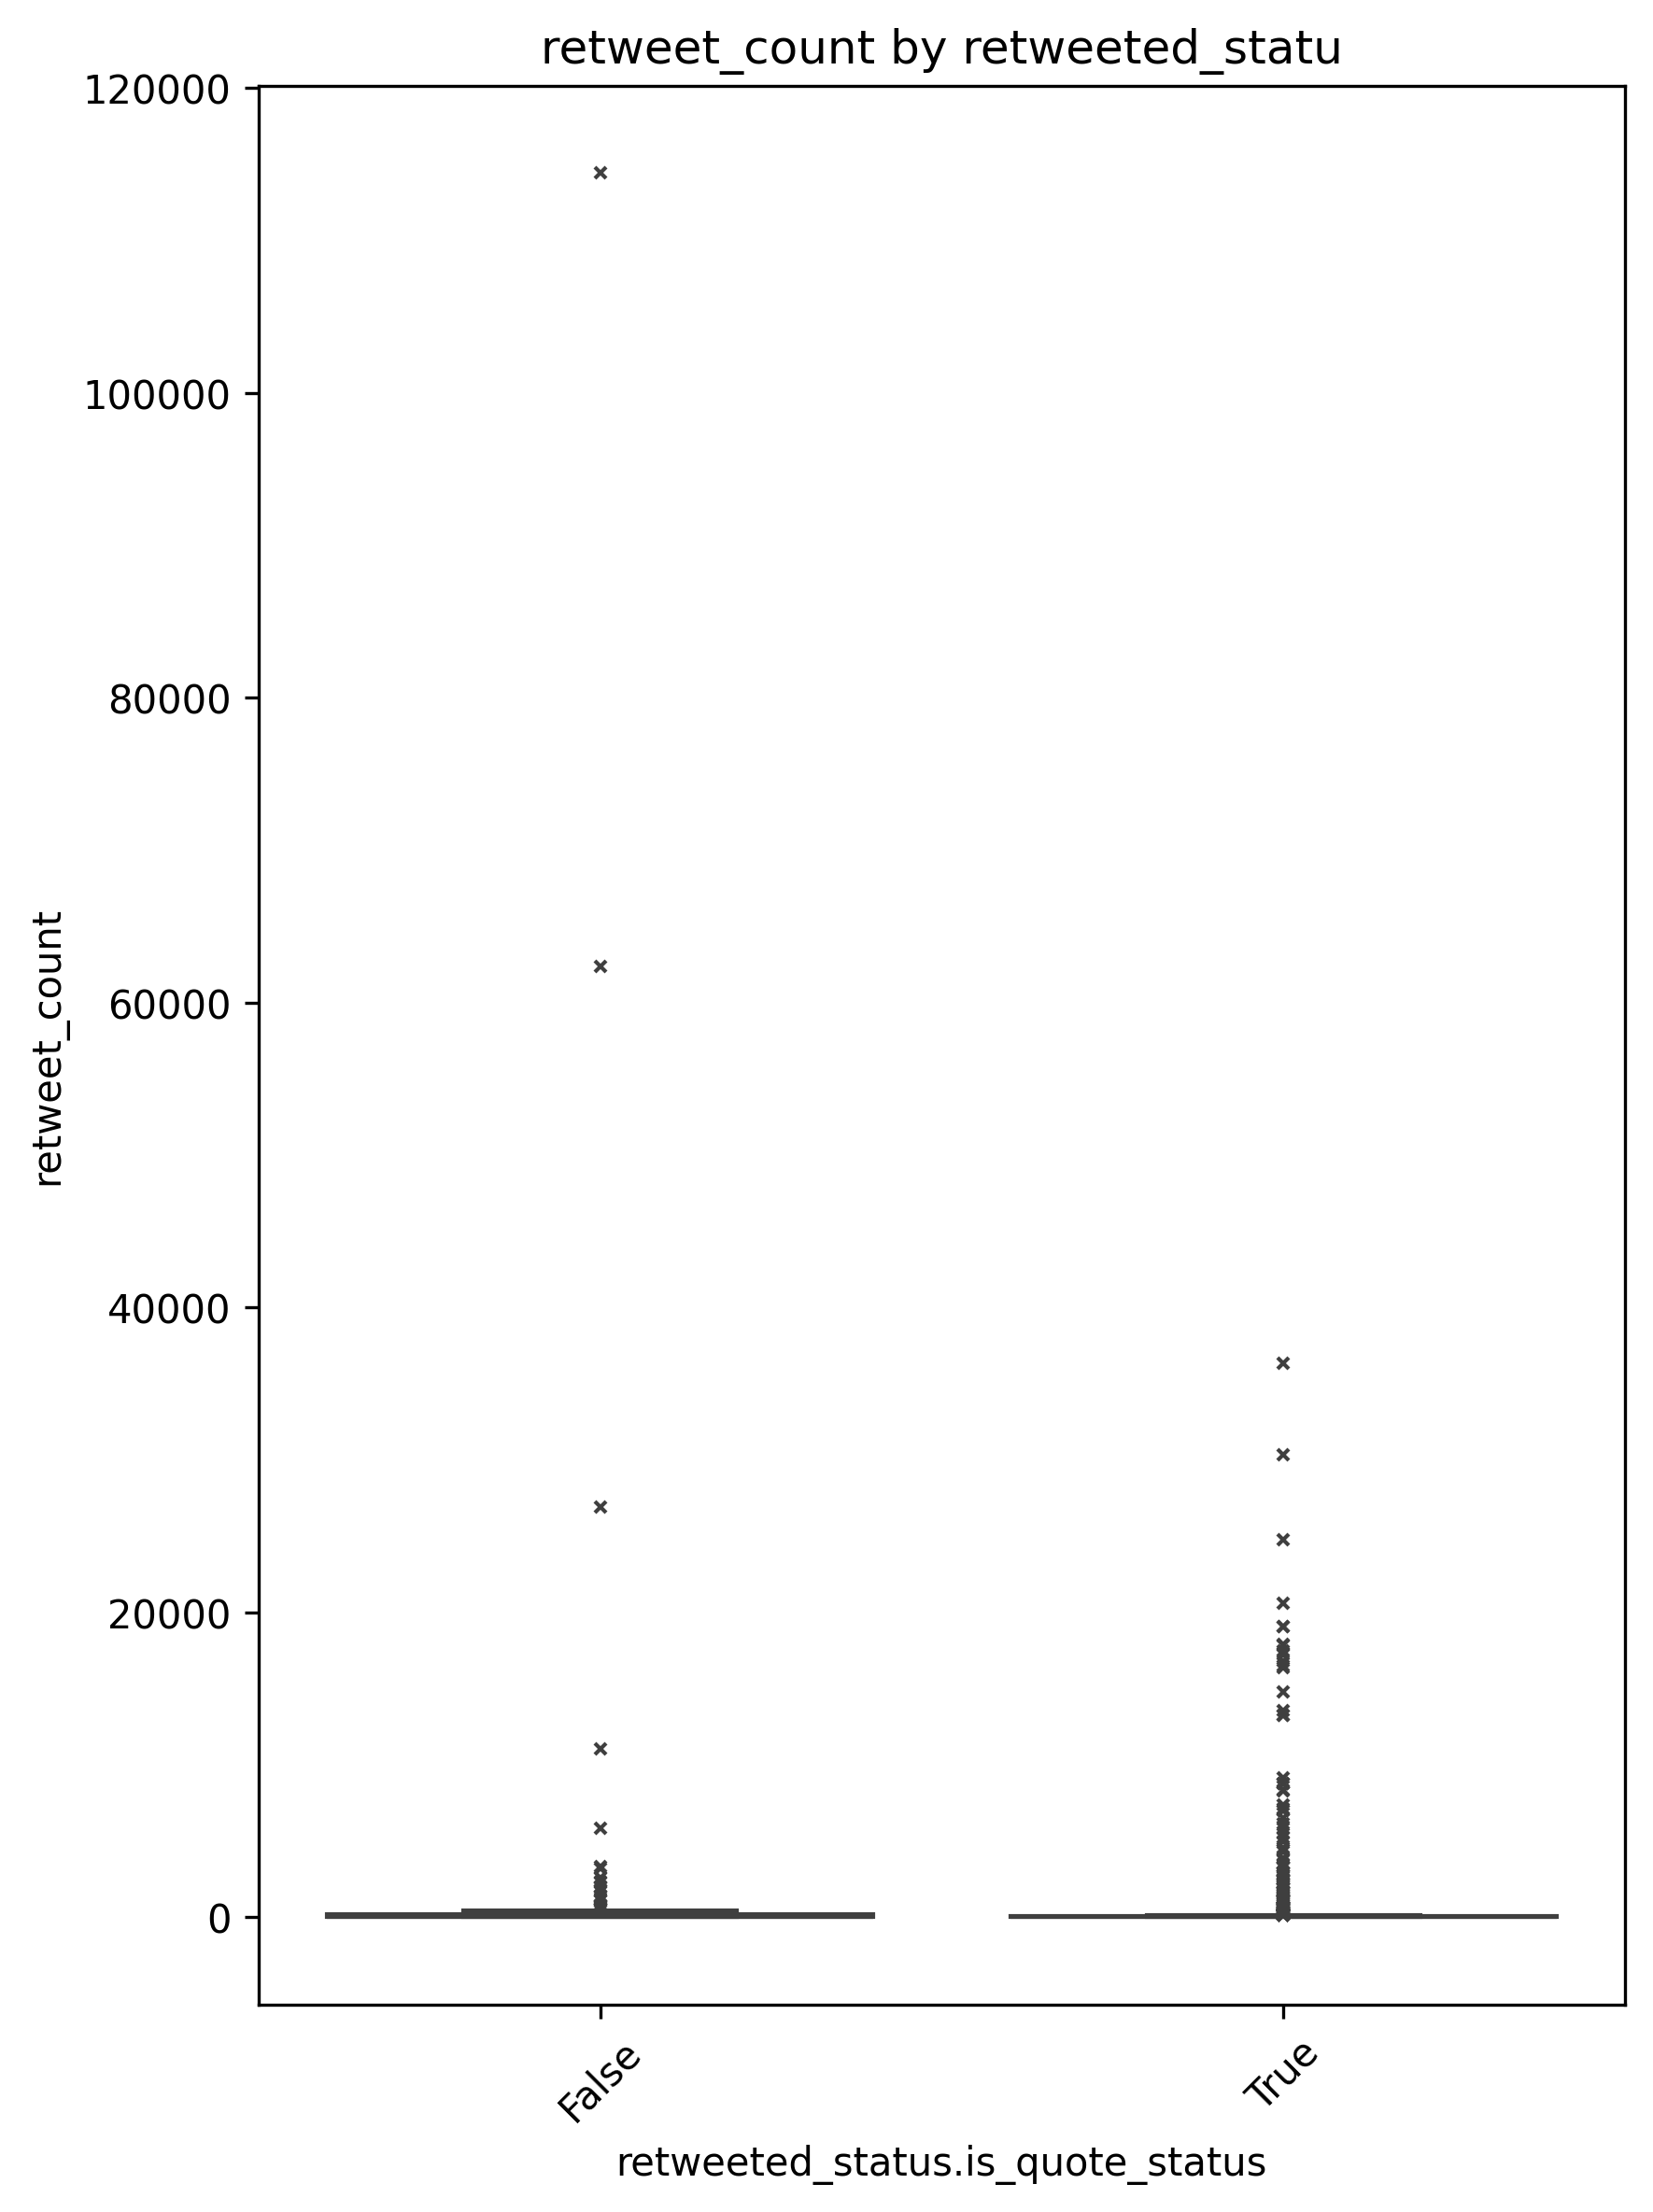 retweet_count by retweeted_statu
120000
100000
80000
60000
40000
20000
0
retweet_count
False
True
retweeted_status.is_quote_status